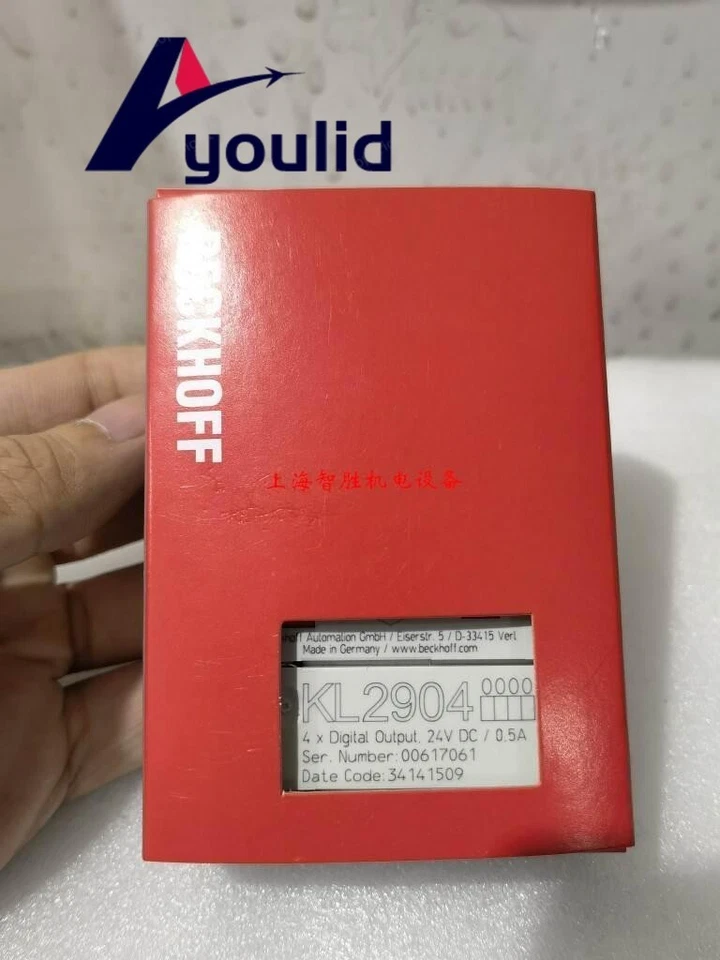 Ayoulid
BECKHOFF
上海智胜机电设备
Automation GmbH / Eiserstr. 5 / D-33415 Verl
Made in Germany / www.beckhoff.com
KL2904 0000
4 x Digital Output, 24V DC / 0.5A
Ser. Number: 00617061
Date Code: 34141509